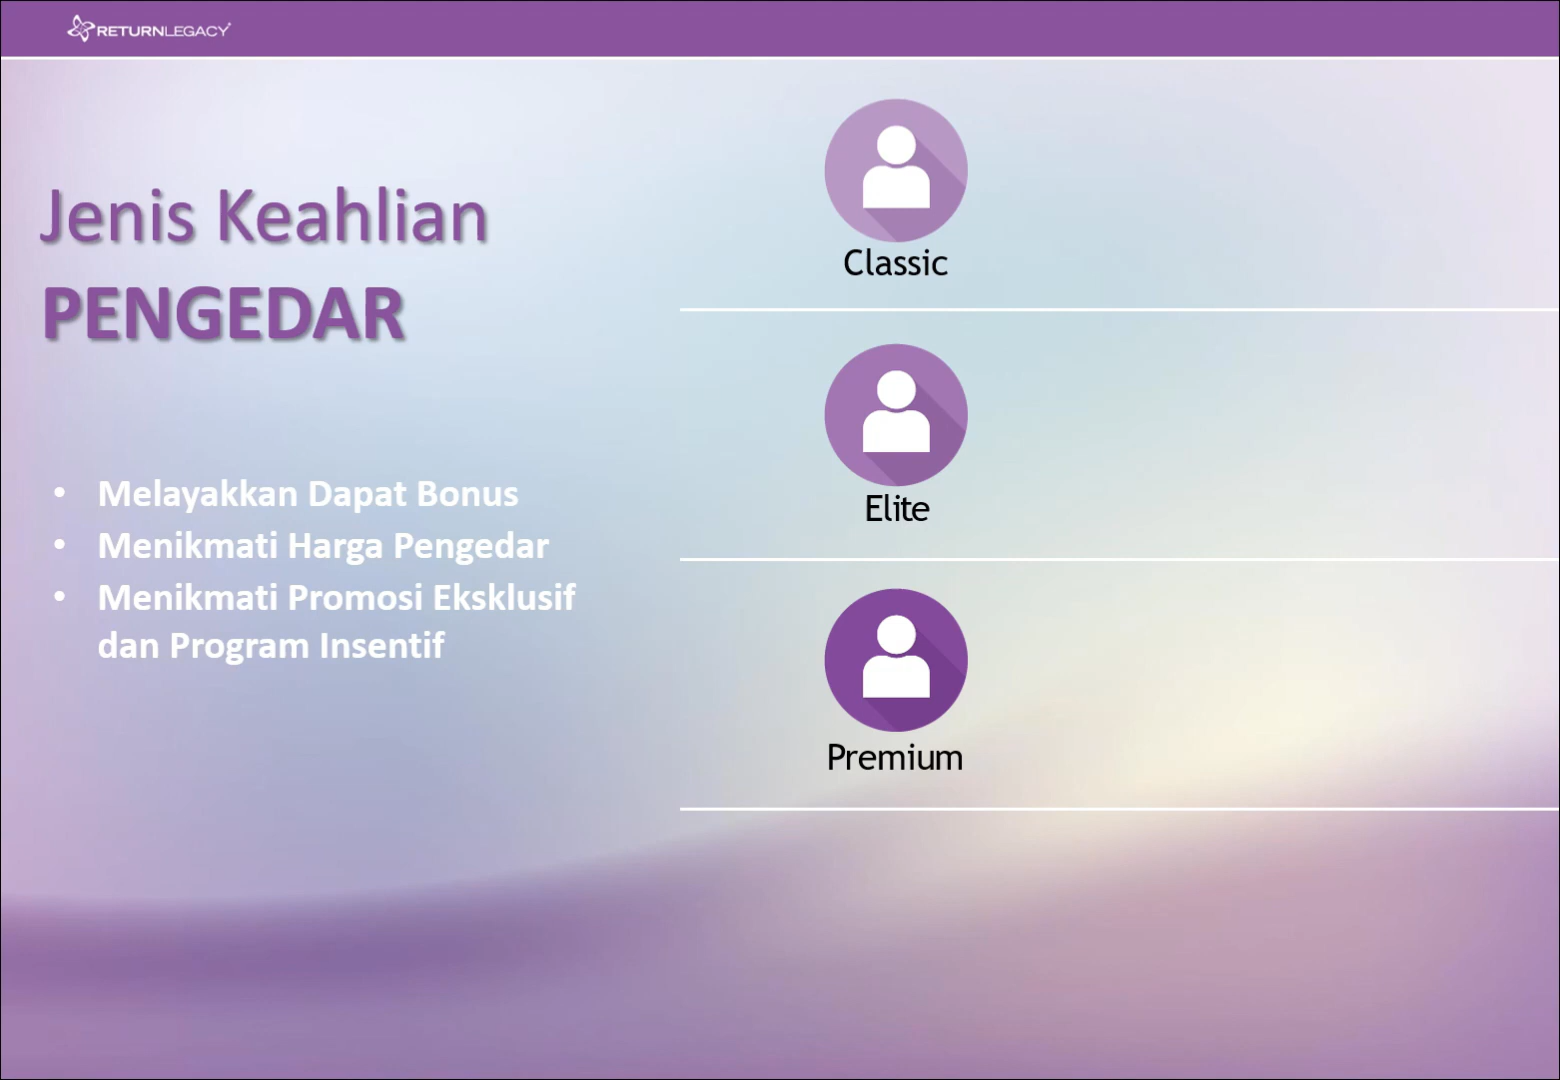 RETURNLEGACY
Jenis Keahlian
PENGEDAR
• Melayakkan Dapat Bonus
• Menikmati Harga Pengedar
• Menikmati Promosi Eksklusif
dan Program Insentif
Classic
Elite
Premium